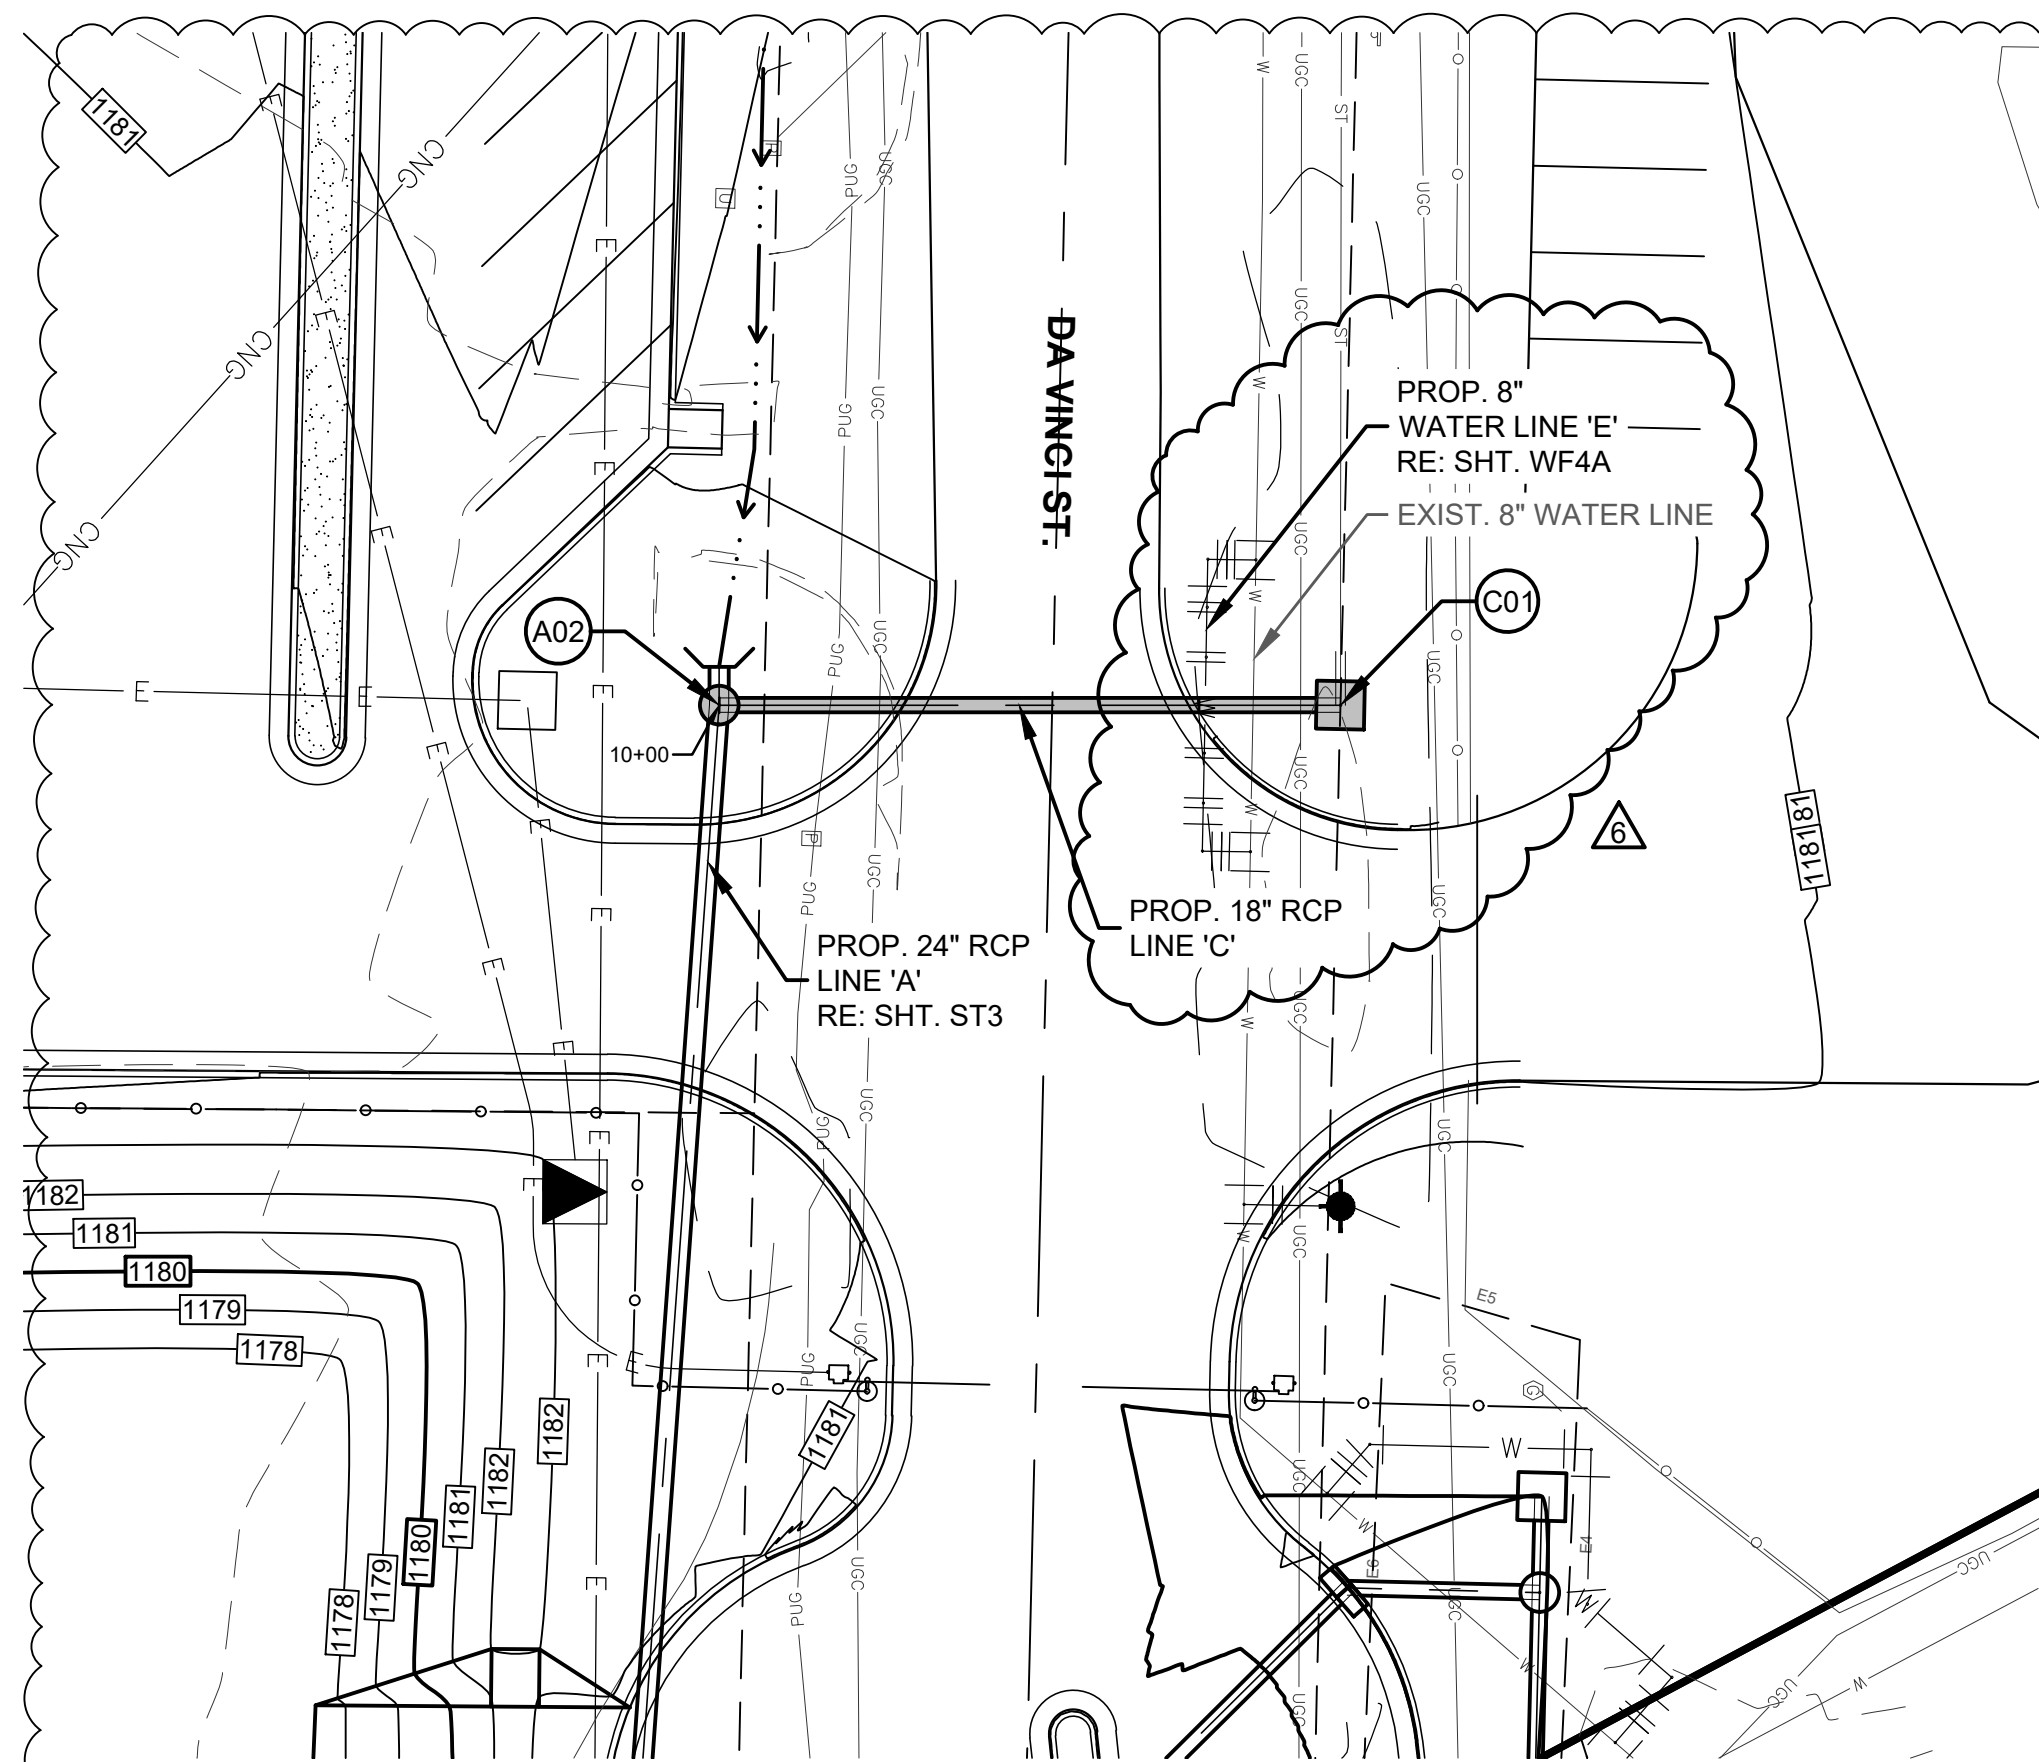 1181
CNG
CNG
CNG
DA VINCI ST.
PROP. 8"
WATER LINE 'E'
RE: SHT. WF4A
EXIST. 8" WATER LINE
A02
C01
10+00
6
1181
81
PROP. 24" RCP
LINE 'A'
RE: SHT. ST3
PROP. 18" RCP
LINE 'C'
E
E
E
E
E
E
E
E
E
E
E
E
E
PUG
PUG
PUG
PUG
PUG
PUG
PUG
UGC
UGC
UGC
UGC
UGC
UGC
UGC
UGC
UGC
UGC
UGC
UGC
UGC
ST
ST
W
W
W
W
W
P
U
P
1182
1181
1180
1179
1178
1178
1179
1180
1181
1182
1182
1181
E5
G
W
E4
E6
W
W
W
UGC
UGC
W